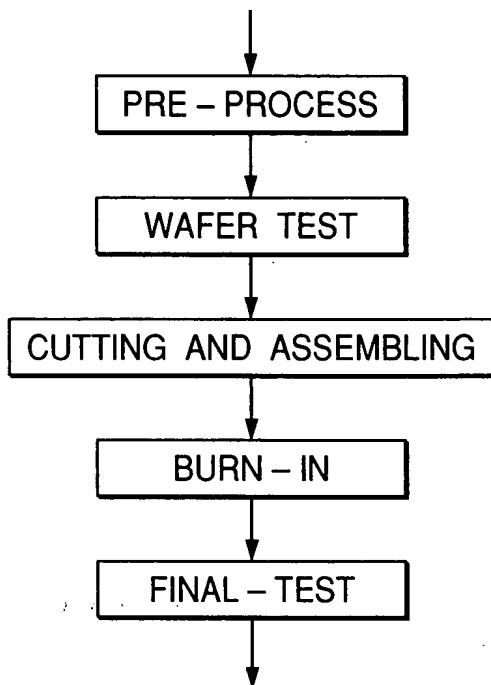 PRE – PROCESS
WAFER TEST
CUTTING AND ASSEMBLING
BURN – IN
FINAL – TEST